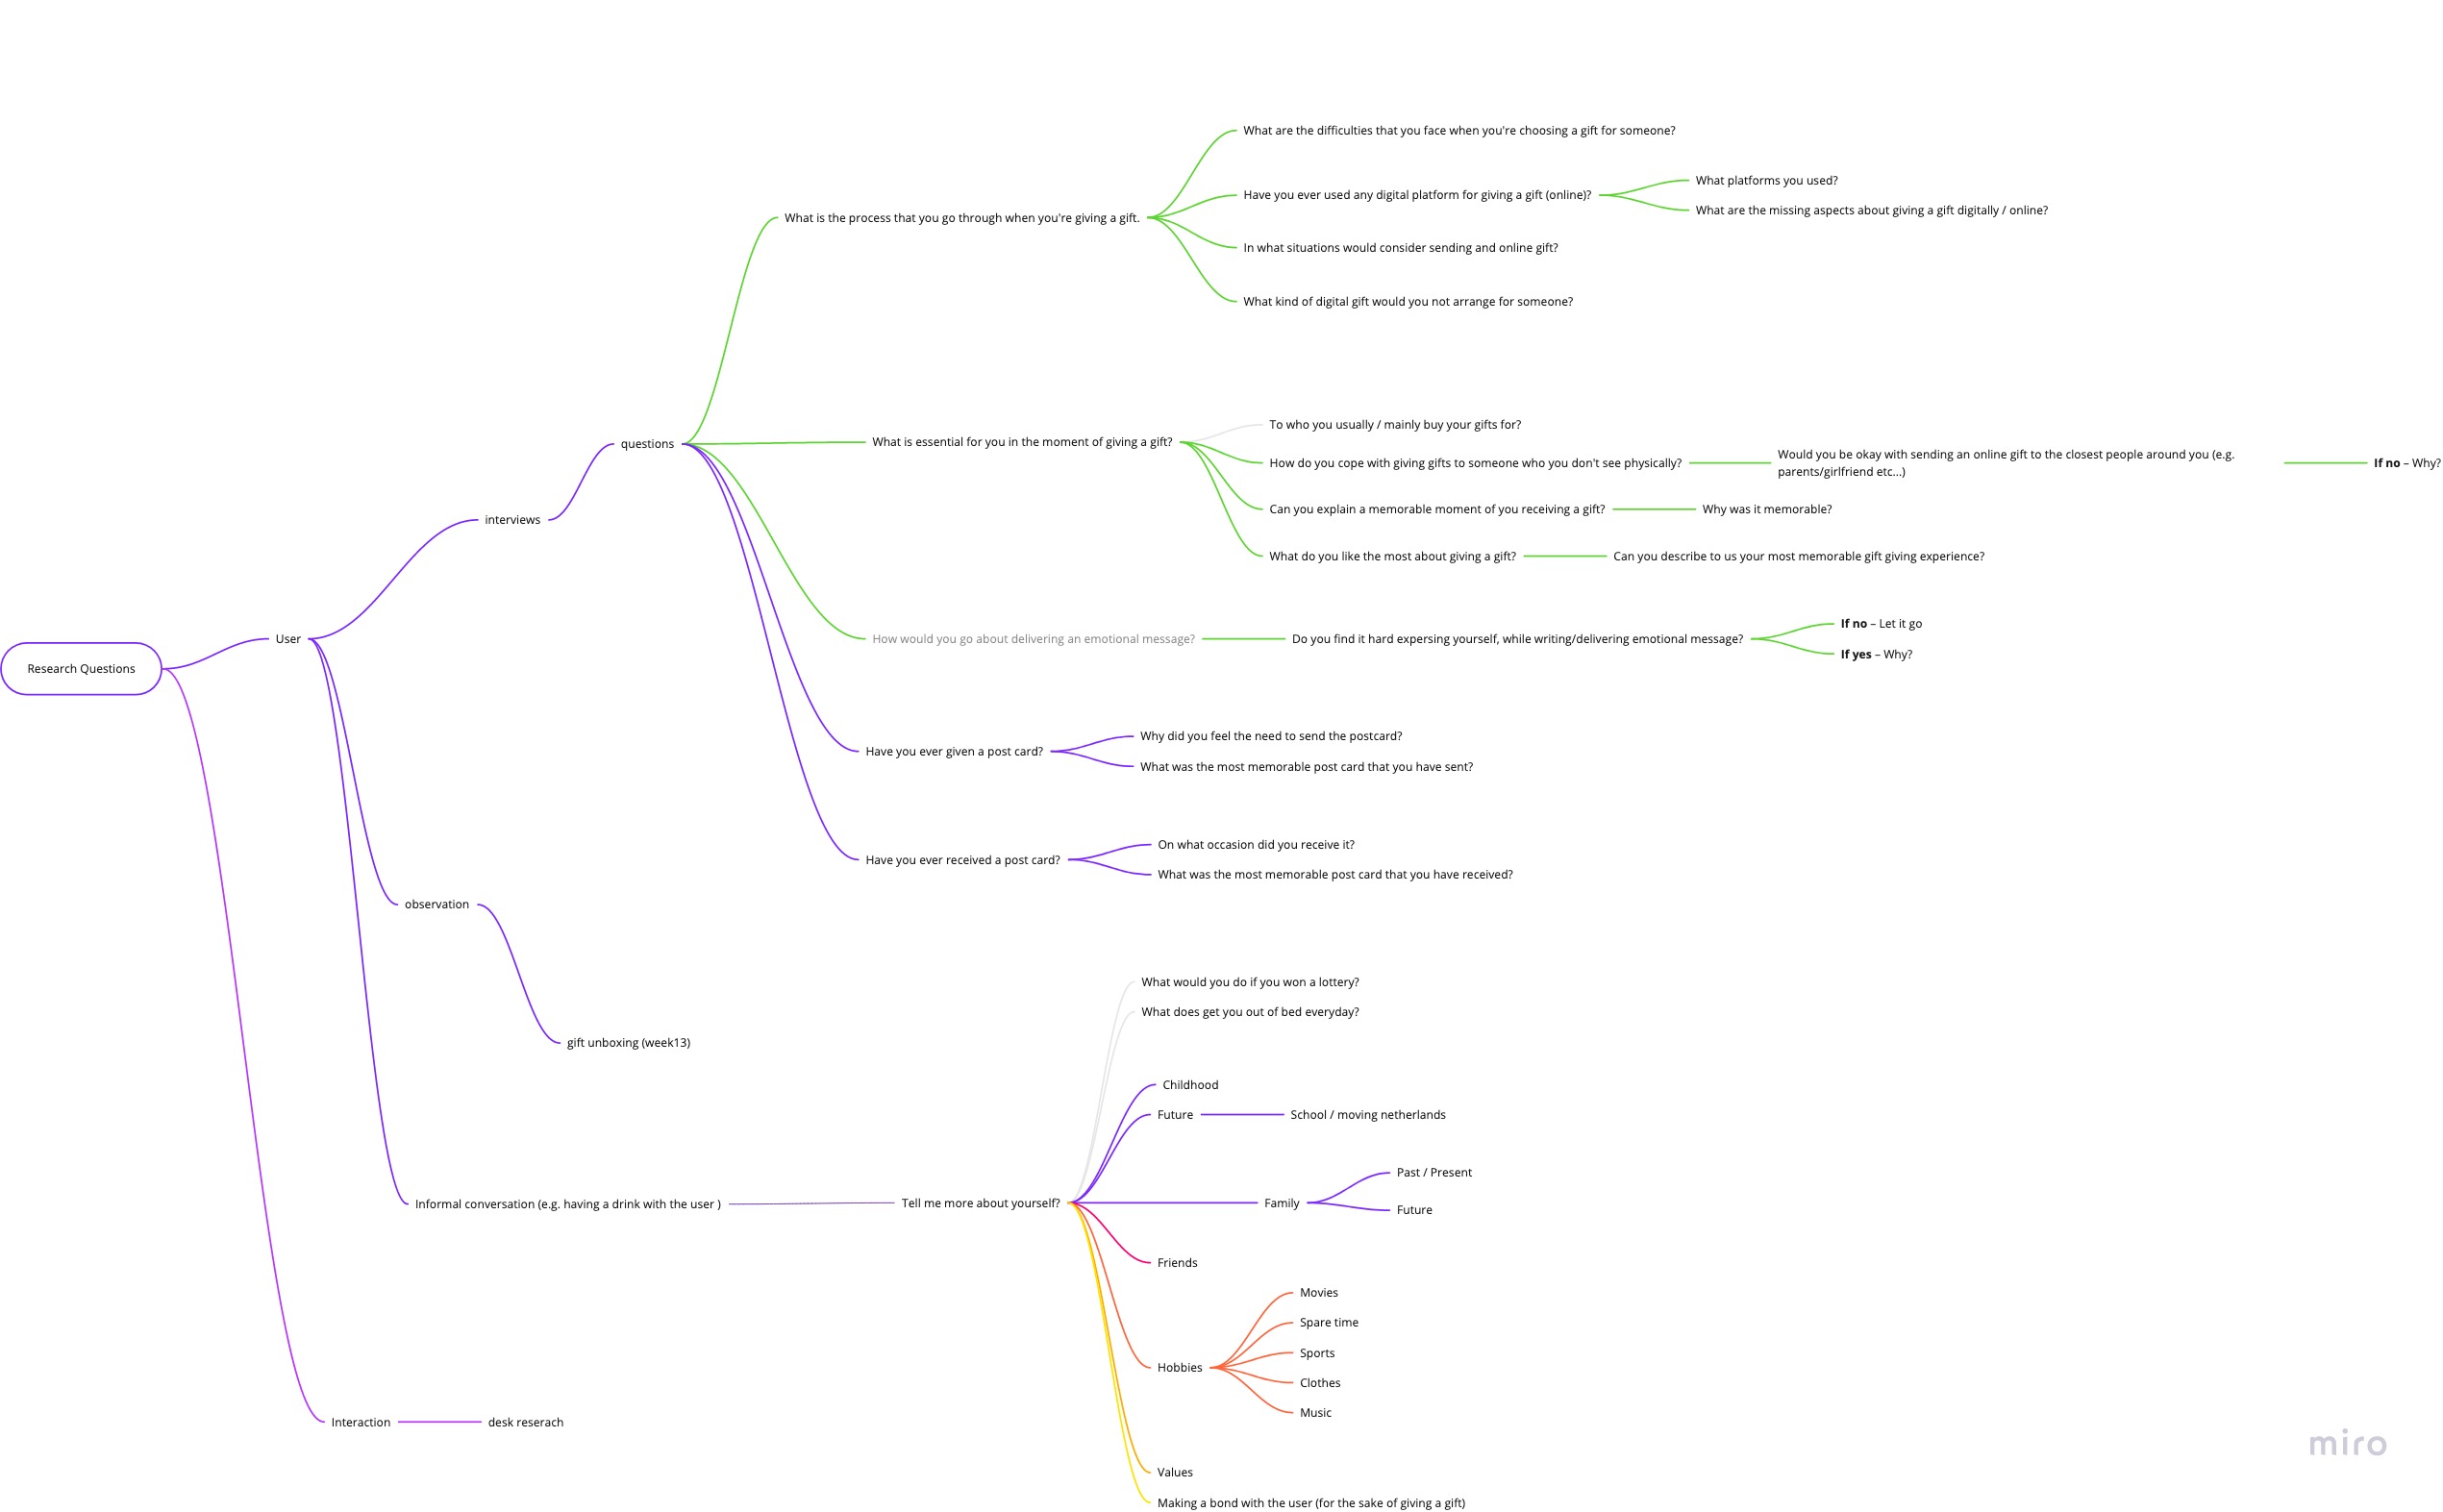 What are the difficulties that you face when you're choosing a gift for someone?
What platforms you used?
Have you ever used any digital platform for giving a gift (online)?
What are the missing aspects about giving a gift digitally / online?
What is the process that you go through when you're giving a gift.
In what situations would consider sending and online gift?
What kind of digital gift would you not arrange for someone?
To who you usually / mainly buy your gifts for?
questions
What is essential for you in the moment of giving a gift?
How do you cope with giving gifts to someone who you don't see physically?
Would you be okay with sending an online gift to the closest people around you (e.g.
parents/girlfriend etc...)
If no – Why?
Can you explain a memorable moment of you receiving a gift?
Why was it memorable?
interviews
What do you like the most about giving a gift?
Can you describe to us your most memorable gift giving experience?
If no – Let it go
User
How would you go about delivering an emotional message?
Do you find it hard expersing yourself, while writing/delivering emotional message?
If yes – Why?
Research Questions
Why did you feel the need to send the postcard?
Have you ever given a post card?
What was the most memorable post card that you have sent?
On what occasion did you receive it?
Have you ever received a post card?
What was the most memorable post card that you have received?
observation
What would you do if you won a lottery?
What does get you out of bed everyday?
gift unboxing (week13)
Childhood
Future
School / moving netherlands
Past / Present
Informal conversation (e.g. having a drink with the user )
Tell me more about yourself?
Family
Future
Friends
Movies
Spare time
Sports
Hobbies
Clothes
Music
Interaction
desk reserach
miro
Values
Making a bond with the user (for the sake of giving a gift)